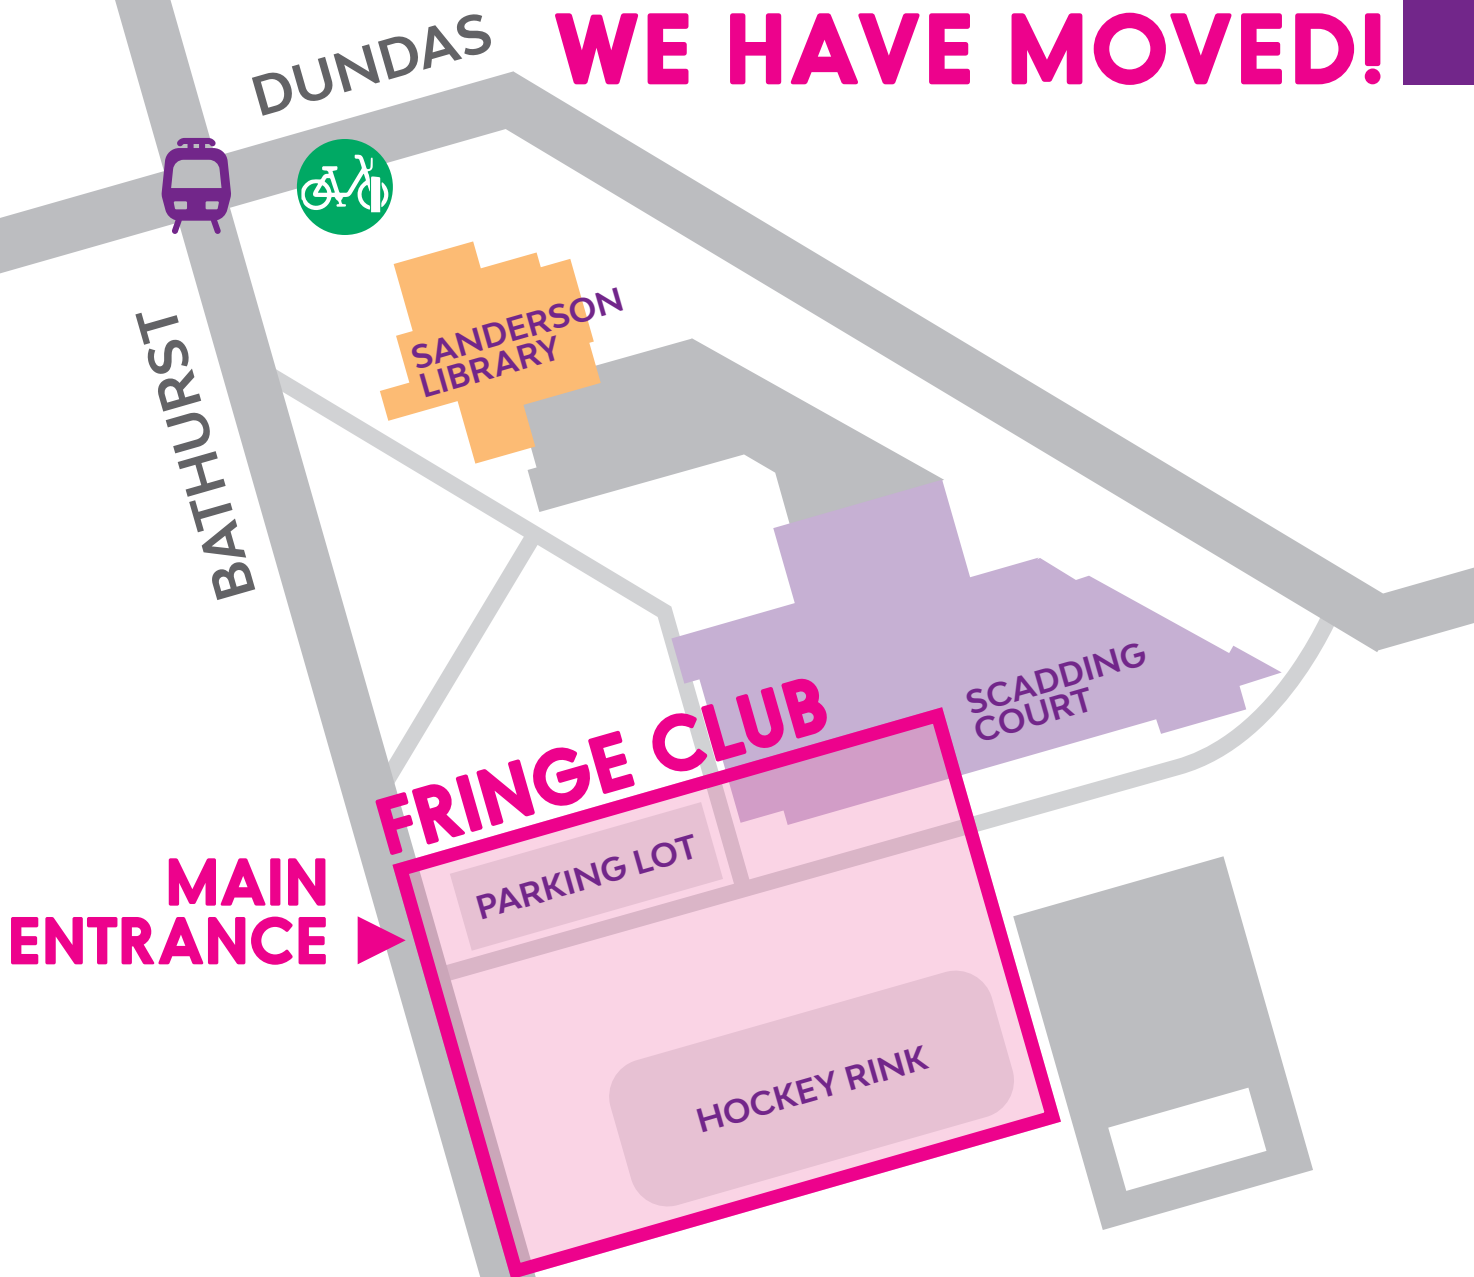 WE HAVE MOVED!
DUNDAS
BATHURST
SANDERSON
LIBRARY
SCADDING
COURT
FRINGE CLUB
PARKING LOT
MAIN
ENTRANCE
HOCKEY RINK